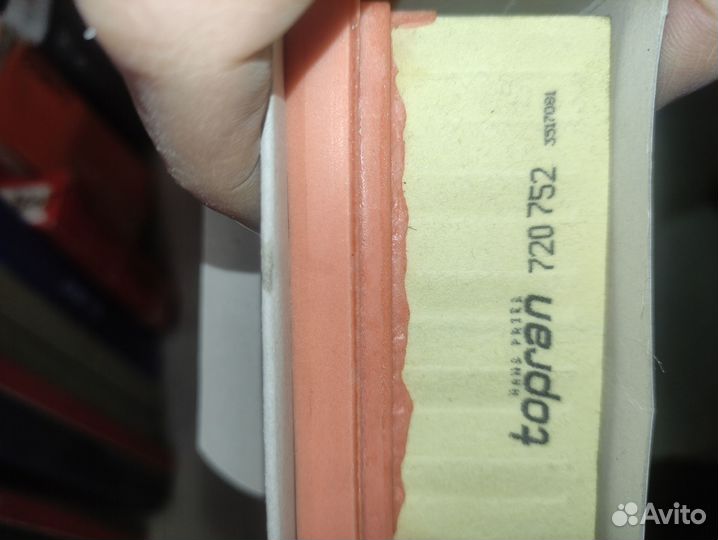 HANS PRIES
topran 720 752 3517081
Avito